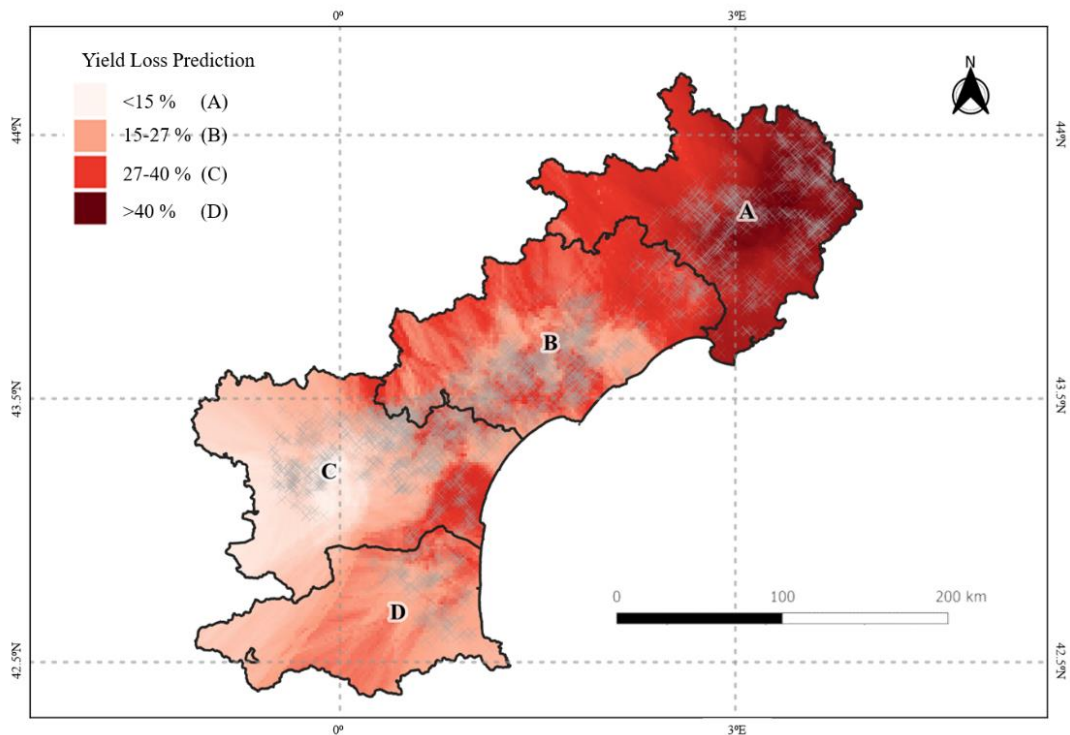 0º 3ºE
Yield Loss Prediction
<15 % (A)
15-27 % (B)
27-40 % (C)
>40 % (D)
N
44ºN 44ºN
A
B
43.5ºN 43.5ºN
C
D
0 100 200 km
42.5ºN 42.5ºN
0º 3ºE